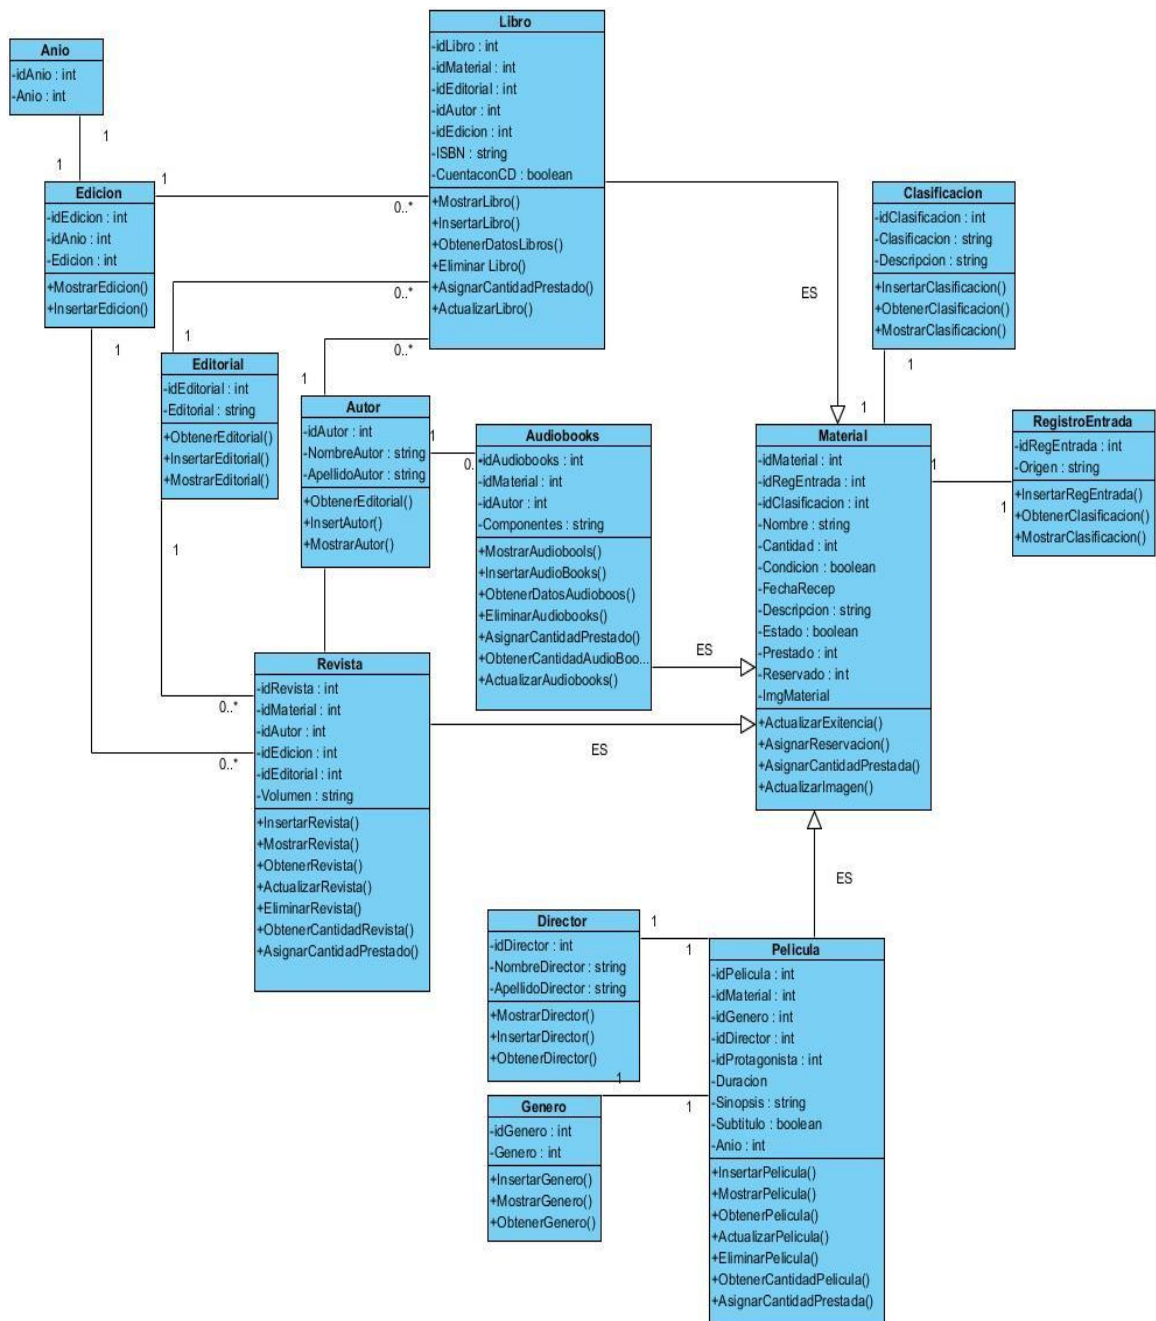 Anio
-idAnio : int
-Anio : int
1
1
Edicion
-idEdicion : int
-idAnio : int
-Edicion : int
+MostrarEdicion()
+InsertarEdicion()
1
0..*
1
Libro
-idLibro : int
-idMaterial : int
-idEditorial : int
-idAutor : int
-idEdicion : int
-ISBN : string
-CuentaconCD : boolean
+MostrarLibro()
+InsertarLibro()
+ObtenerDatosLibros()
+Eliminar Libro()
+AsignarCantidadPrestado()
+ActualizarLibro()
ES
0..*
1
0..*
1
Editorial
-idEditorial : int
-Editorial : string
+ObtenerEditorial()
+InsertarEditorial()
+MostrarEditorial()
1
Autor
-idAutor : int
-NombreAutor : string
-ApellidoAutor : string
+ObtenerEditorial()
+InsertAutor()
+MostrarAutor()
1
0.
Audiobooks
-idAudiobooks : int
-idMaterial : int
-idAutor : int
-Componentes : string
+MostrarAudiobools()
+InsertarAudioBooks()
+ObtenerDatosAudioboos()
+EliminarAudiobooks()
+AsignarCantidadPrestado()
+ObtenerCantidadAudioBoo...
+ActualizarAudiobooks()
ES
Clasificacion
-idClasificacion : int
-Clasificacion : string
-Descripcion : string
+InsertarClasificacion()
+ObtenerClasificacion()
+MostrarClasificacion()
1
1
Material
-idMaterial : int
-idRegEntrada : int
-idClasificacion : int
-Nombre : string
-Cantidad : int
-Condicion : boolean
-FechaRecep
-Descripcion : string
-Estado : boolean
-Prestado : int
-Reservado : int
-ImgMaterial
+ActualizarExitencia()
+AsignarReservacion()
+AsignarCantidadPrestada()
+ActualizarImagen()
1
1
RegistroEntrada
-idRegEntrada : int
-Origen : string
+InsertarRegEntrada()
+ObtenerClasificacion()
+MostrarClasificacion()
Revista
-idRevista : int
-idMaterial : int
-idAutor : int
-idEdicion : int
-idEditorial : int
-Volumen : string
+InsertarRevista()
+MostrarRevista()
+ObtenerRevista()
+ActualizarRevista()
+EliminarRevista()
+ObtenerCantidadRevista()
+AsignarCantidadPrestado()
0..*
0..*
ES
ES
Director
-idDirector : int
-NombreDirector : string
-ApellidoDirector : string
+MostrarDirector()
+InsertarDirector()
+ObtenerDirector()
1
1
Genero
-idGenero : int
-Genero : int
+InsertarGenero()
+MostrarGenero()
+ObtenerGenero()
1
1
Pelicula
-idPelicula : int
-idMaterial : int
-idGenero : int
-idDirector : int
-idProtagonista : int
-Duracion
-Sinopsis : string
-Subtitulo : boolean
-Anio : int
+InsertarPelicula()
+MostrarPelicula()
+ObtenerPelicula()
+ActualizarPelicula()
+EliminarPelicula()
+ObtenerCantidadPelicula()
+AsignarCantidadPrestada()